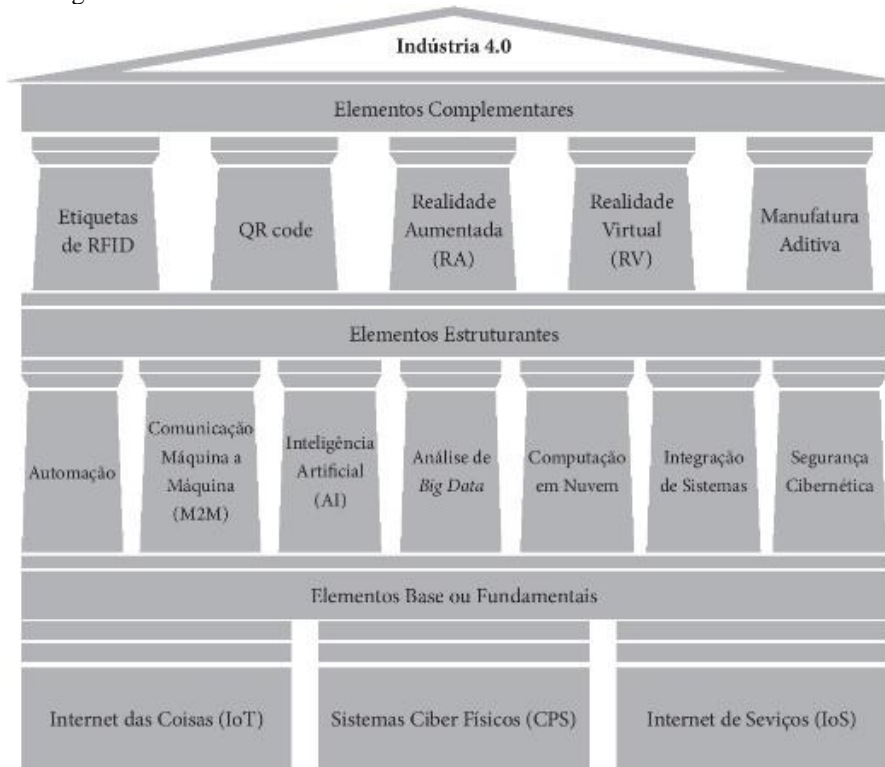 Indústria 4.0
Elementos Complementares
Etiquetas
de RFID
QR code
Realidade
Aumentada
(RA)
Realidade
Virtual
(RV)
Manufatura
Aditiva
Elementos Estruturantes
Automação
Comunicação
Máquina a
Máquina
(M2M)
Inteligência
Artificial
(AI)
Análise de
Big Data
Computação
em Nuvem
Integração
de Sistemas
Segurança
Cibernética
Elementos Base ou Fundamentais
Internet das Coisas (IoT)
Sistemas Ciber Físicos (CPS)
Internet de Seviços (IoS)